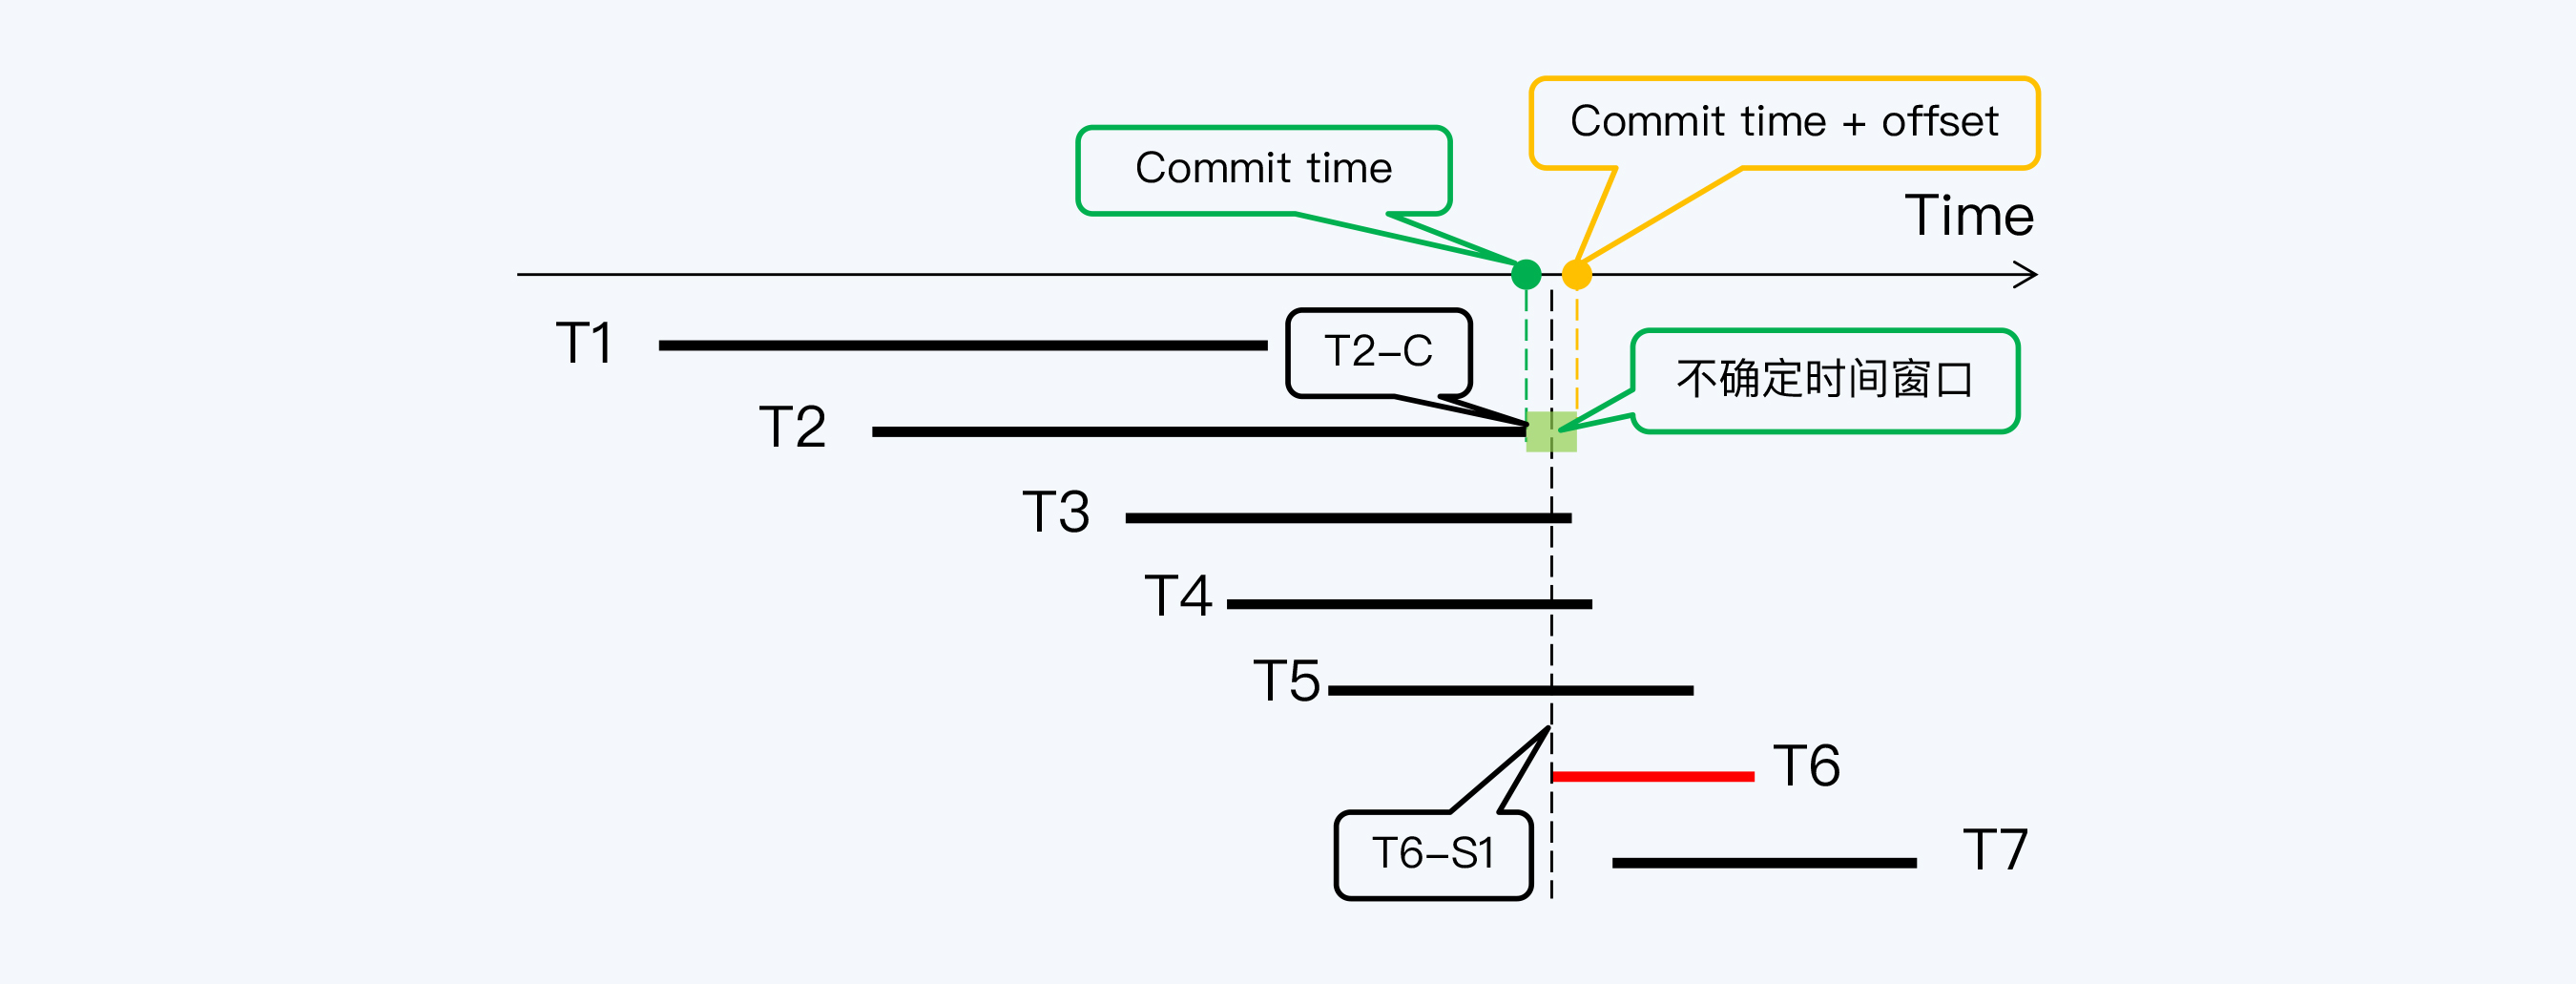 Commit time + offset
Commit time
Time
T1
T2-C
不确定时间窗口
T2
T3
T4
T5
T6
T6-S1
T7